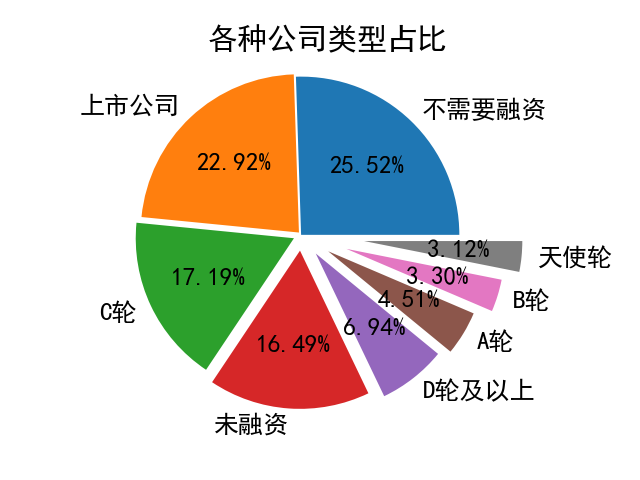 各种公司类型占比
不需要融资
25.52%
上市公司
22.92%
C轮
17.19%
未融资
16.49%
D轮及以上
6.94%
A轮
4.51%
B轮
3.30%
天使轮
3.12%